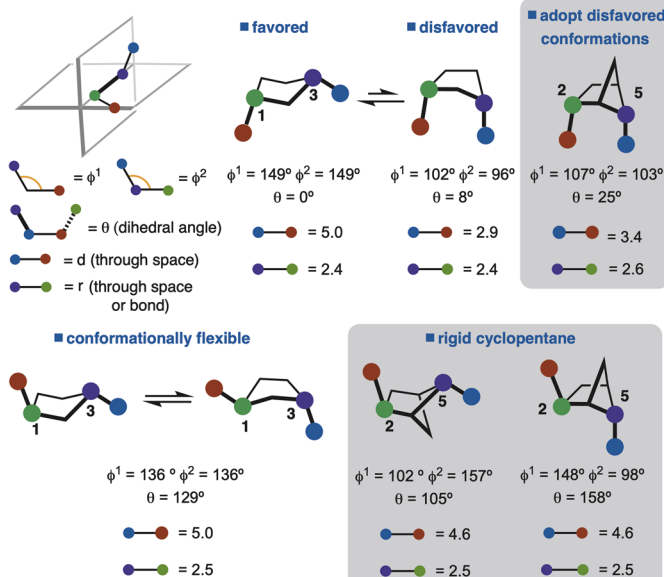 ■ favored
■ disfavored
■ adopt disfavored
conformations
1
3
2
5
= ϕ¹
= ϕ²
= θ (dihedral angle)
= d (through space)
= r (through space
or bond)
ϕ¹ = 149º ϕ² = 149º
θ = 0º
= 5.0
= 2.4
ϕ¹ = 102º ϕ² = 96º
θ = 8º
= 2.9
= 2.4
ϕ¹ = 107º ϕ² = 103º
θ = 25º
= 3.4
= 2.6
■ conformationally flexible
1
3
1
3
ϕ¹ = 136 º ϕ² = 136º
θ = 129º
= 5.0
= 2.5
■ rigid cyclopentane
2
5
2
5
ϕ¹ = 102 º ϕ² = 157º
θ = 105º
= 4.6
= 2.5
ϕ¹ = 148º ϕ² = 98º
θ = 158º
= 4.6
= 2.5